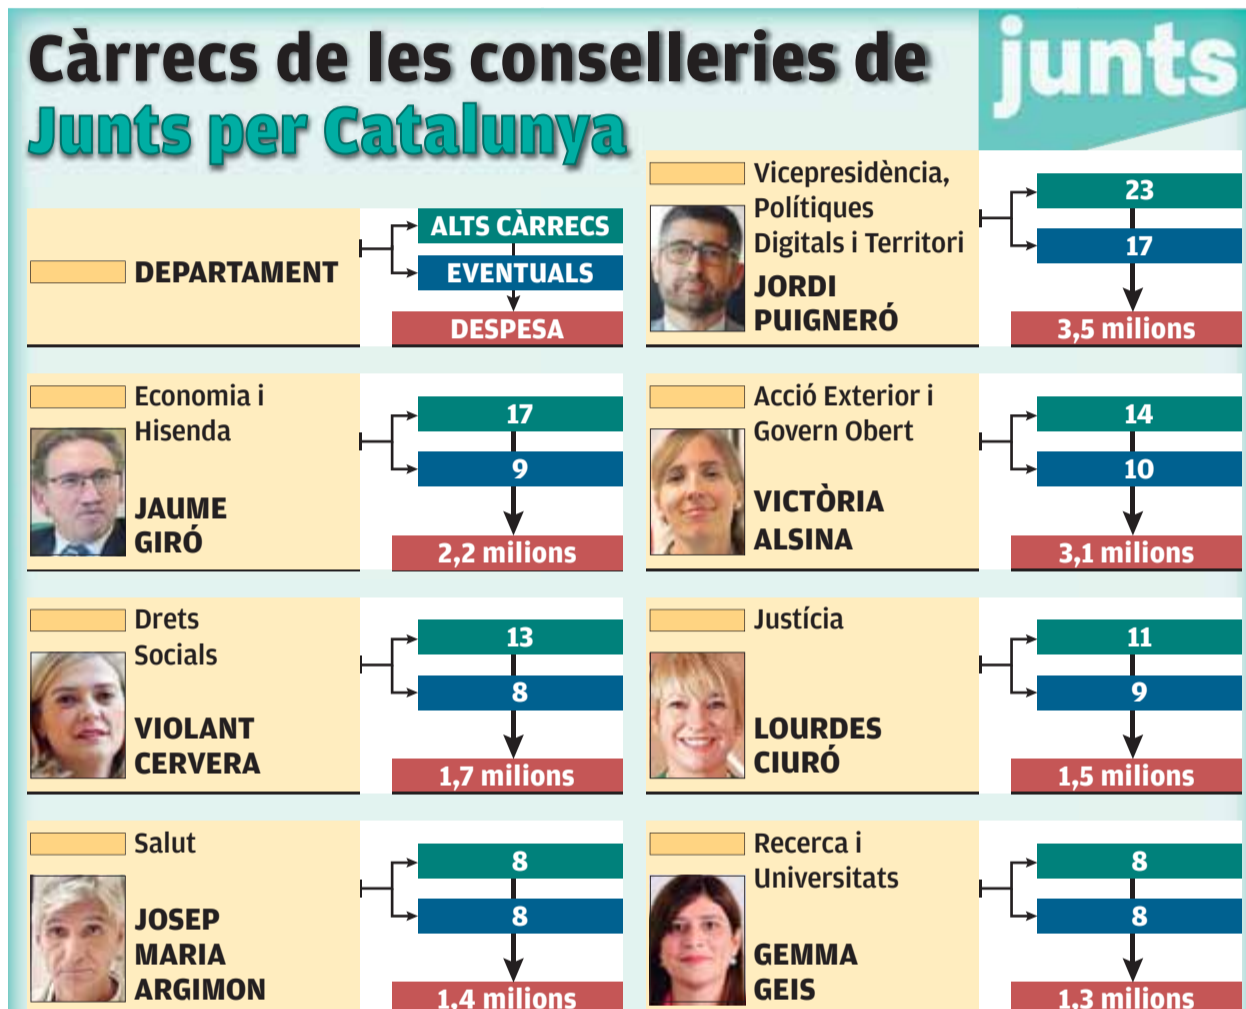 Càrrecs de les conselleries de
Junts per Catalunya
junts
DEPARTAMENT
ALTS CÀRRECS
EVENTUALS
DESPESA
Vicepresidència,
Polítiques
Digitals i Territori
JORDI
PUIGNERÓ
23
17
3,5 milions
Economia i
Hisenda
JAUME
GIRÓ
17
9
2,2 milions
Acció Exterior i
Govern Obert
VICTÒRIA
ALSINA
14
10
3,1 milions
Drets
Socials
VIOLANT
CERVERA
13
8
1,7 milions
Justícia
LOURDES
CIURÓ
11
9
1,5 milions
Salut
JOSEP
MARIA
ARGIMON
8
8
1,4 milions
Recerca i
Universitats
GEMMA
GEIS
8
8
1,3 milions